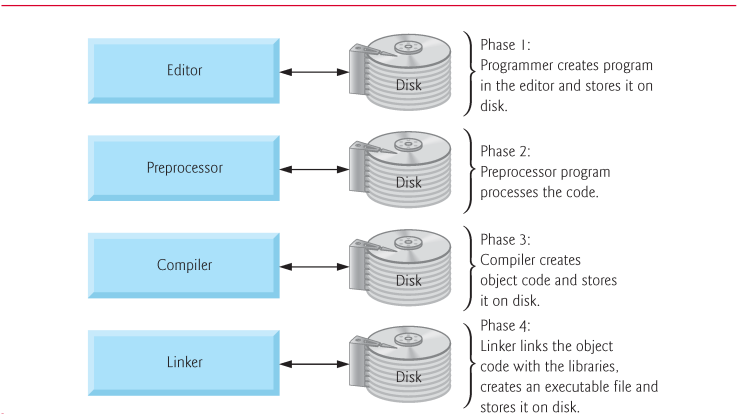 Editor
Disk
Phase 1:
Programmer creates program
in the editor and stores it on
disk.
Preprocessor
Disk
Phase 2:
Preprocessor program
processes the code.
Compiler
Disk
Phase 3:
Compiler creates
object code and stores
it on disk.
Linker
Disk
Phase 4:
Linker links the object
code with the libraries,
creates an executable file and
stores it on disk.